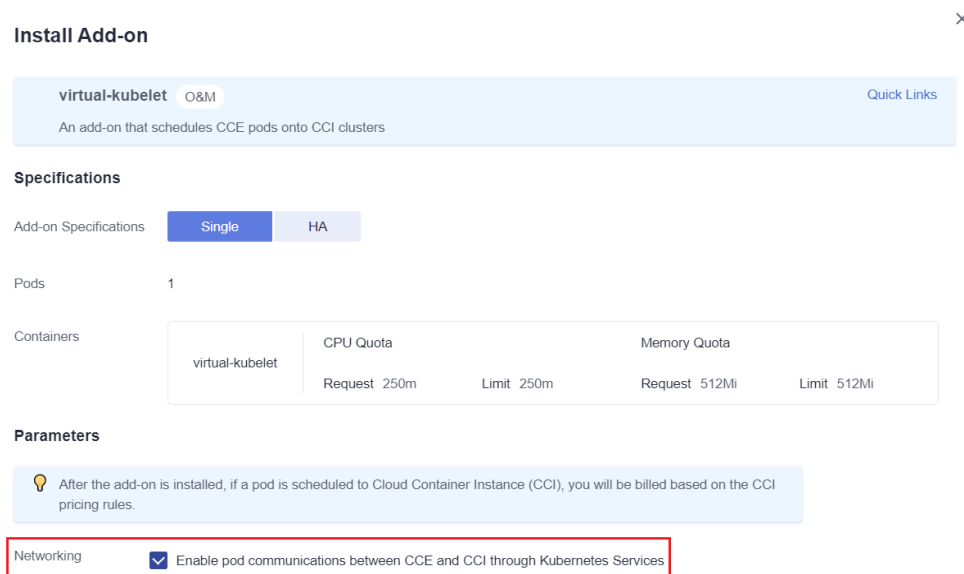 Install Add-on
virtual-kubelet O&M Quick Links
An add-on that schedules CCE pods onto CCI clusters
Specifications
Add-on Specifications Single HA
Pods 1
Containers
virtual-kubelet
CPU Quota Memory Quota
Request 250m Limit 250m Request 512Mi Limit 512Mi
Parameters
After the add-on is installed, if a pod is scheduled to Cloud Container Instance (CCI), you will be billed based on the CCI
pricing rules.
Networking Enable pod communications between CCE and CCI through Kubernetes Services